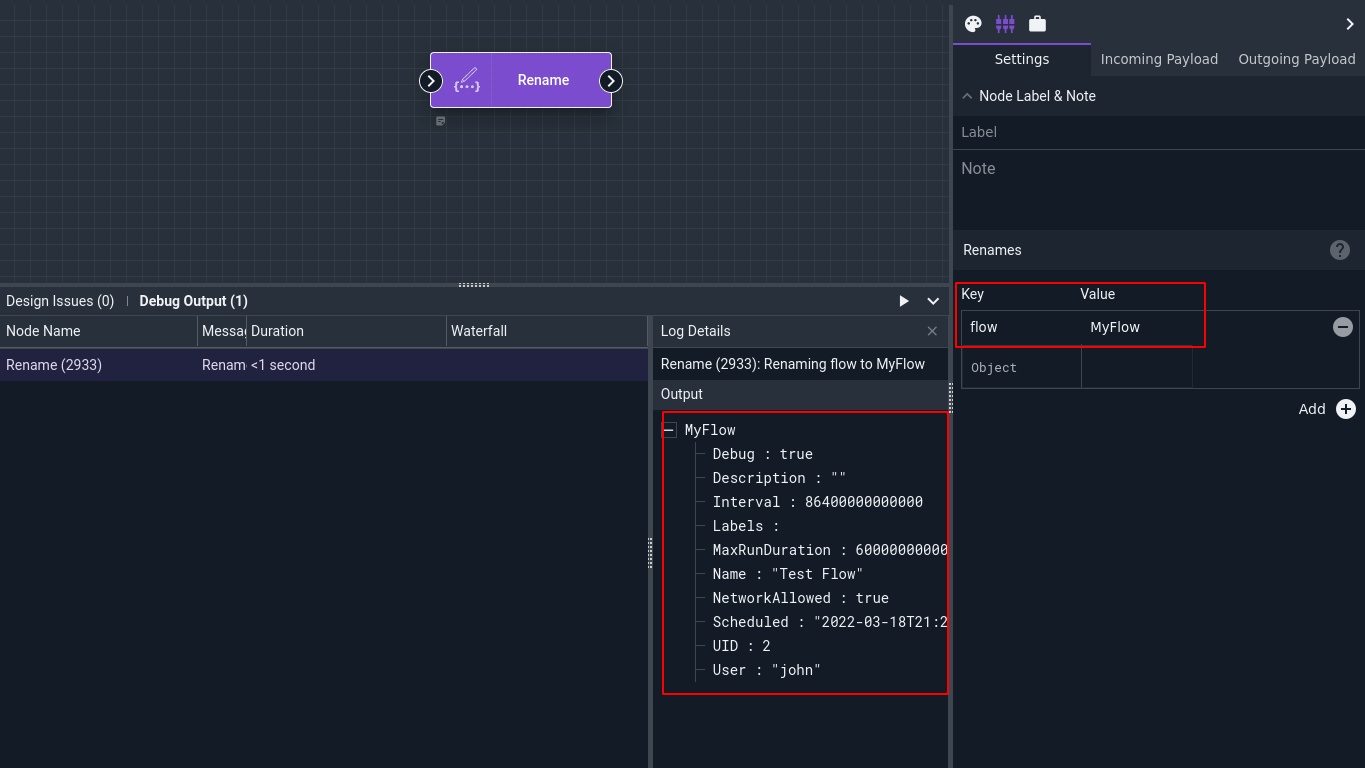 {...}
Rename
Design Issues (0)
Debug Output (1)
Node Name
Messa
Duration
Waterfall
Rename (2933)
Renam
<1 second
Log Details
Rename (2933): Renaming flow to MyFlow
Output
MyFlow
Debug : true
Description : ""
Interval : 86400000000000
Labels :
MaxRunDuration : 60000000000
Name : "Test Flow"
NetworkAllowed : true
Scheduled : "2022-03-18T21:2
UID : 2
User : "john"
Settings
Incoming Payload
Outgoing Payload
Node Label & Note
Label
Note
Renames
?
Key
Value
flow
MyFlow
Object
Add